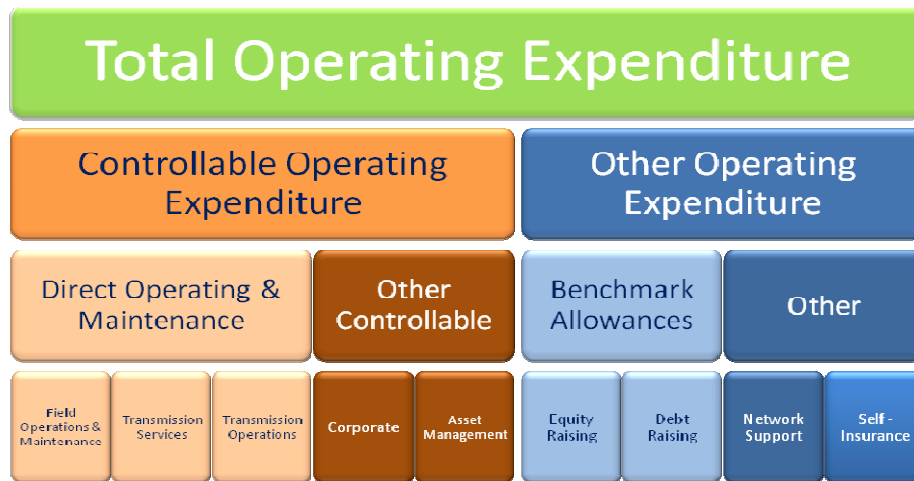 Total Operating Expenditure
Controllable Operating
Expenditure
Other Operating
Expenditure
Direct Operating &
Maintenance
Other
Controllable
Benchmark
Allowances
Other
Field
Operations &
Maintenance
Transmission
Services
Transmission
Operations
Corporate
Asset
Management
Equity
Raising
Debt
Raising
Network
Support
Self -
Insurance